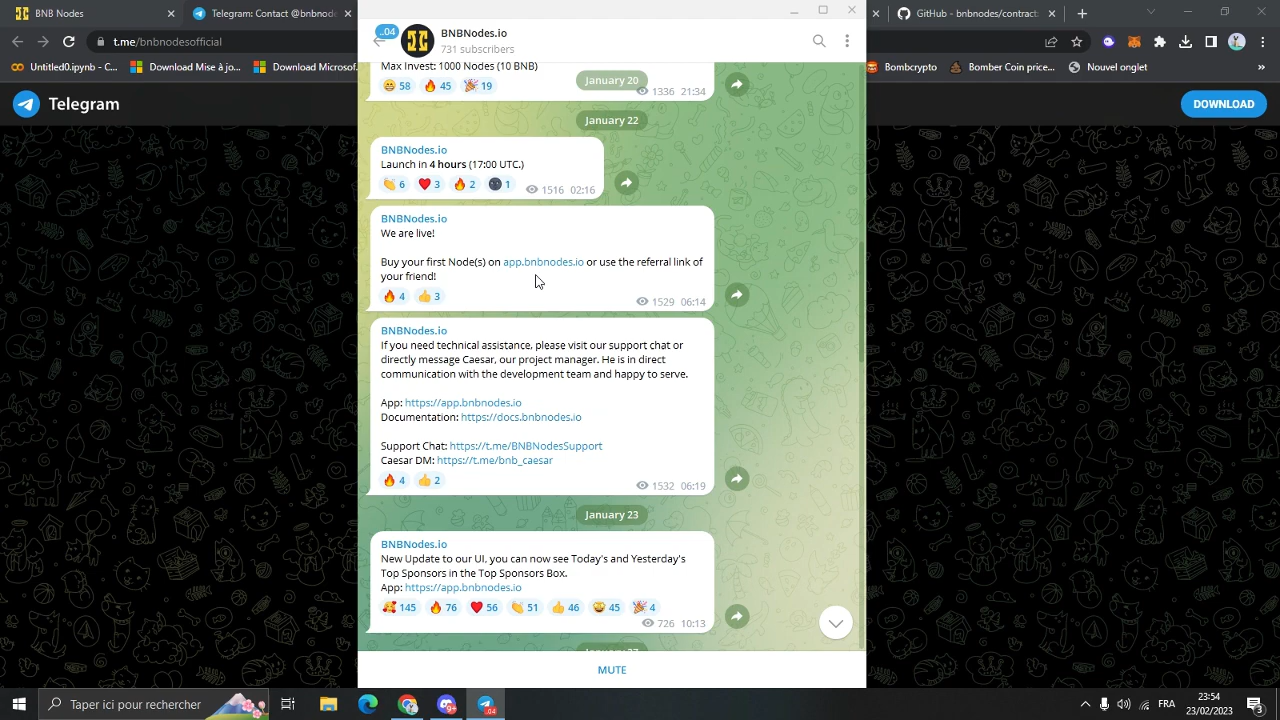 BNB Nodes
Telegram: Contact @bnbnode
GitHub - bnbnodes/contract
t.me/bnbnodesofficial
Untitled0.ipynb - C...
Download Mise à jo...
Download Microsof
Bombcrypto
Bitcoin Coin price...
Nouvel onglet
Telegram
DOWNLOAD
..04
BNBNodes.io
731 subscribers
Max Invest: 1000 Nodes (10 BNB)
58 45 19
January 20
1336 21:34
January 22
BNBNodes.io
Launch in 4 hours (17:00 UTC.)
6 3 2 1
1516 02:16
BNBNodes.io
We are live!
Buy your first Node(s) on app.bnbnodes.io or use the referral link of
your friend!
4 3
1529 06:14
BNBNodes.io
If you need technical assistance, please visit our support chat or
directly message Caesar, our project manager. He is in direct
communication with the development team and happy to serve.
App: https://app.bnbnodes.io
Documentation: https://docs.bnbnodes.io
Support Chat: https://t.me/BNBNodesSupport
Caesar DM: https://t.me/bnb_caesar
4 2
1532 06:19
January 23
BNBNodes.io
New Update to our UI, you can now see Today's and Yesterday's
Top Sponsors in the Top Sponsors Box.
App: https://app.bnbnodes.io
145 76 56 51 46 45 4
726 10:13
MUTE
Taper ici pour recherche
FRA
23:54
23/02/2023